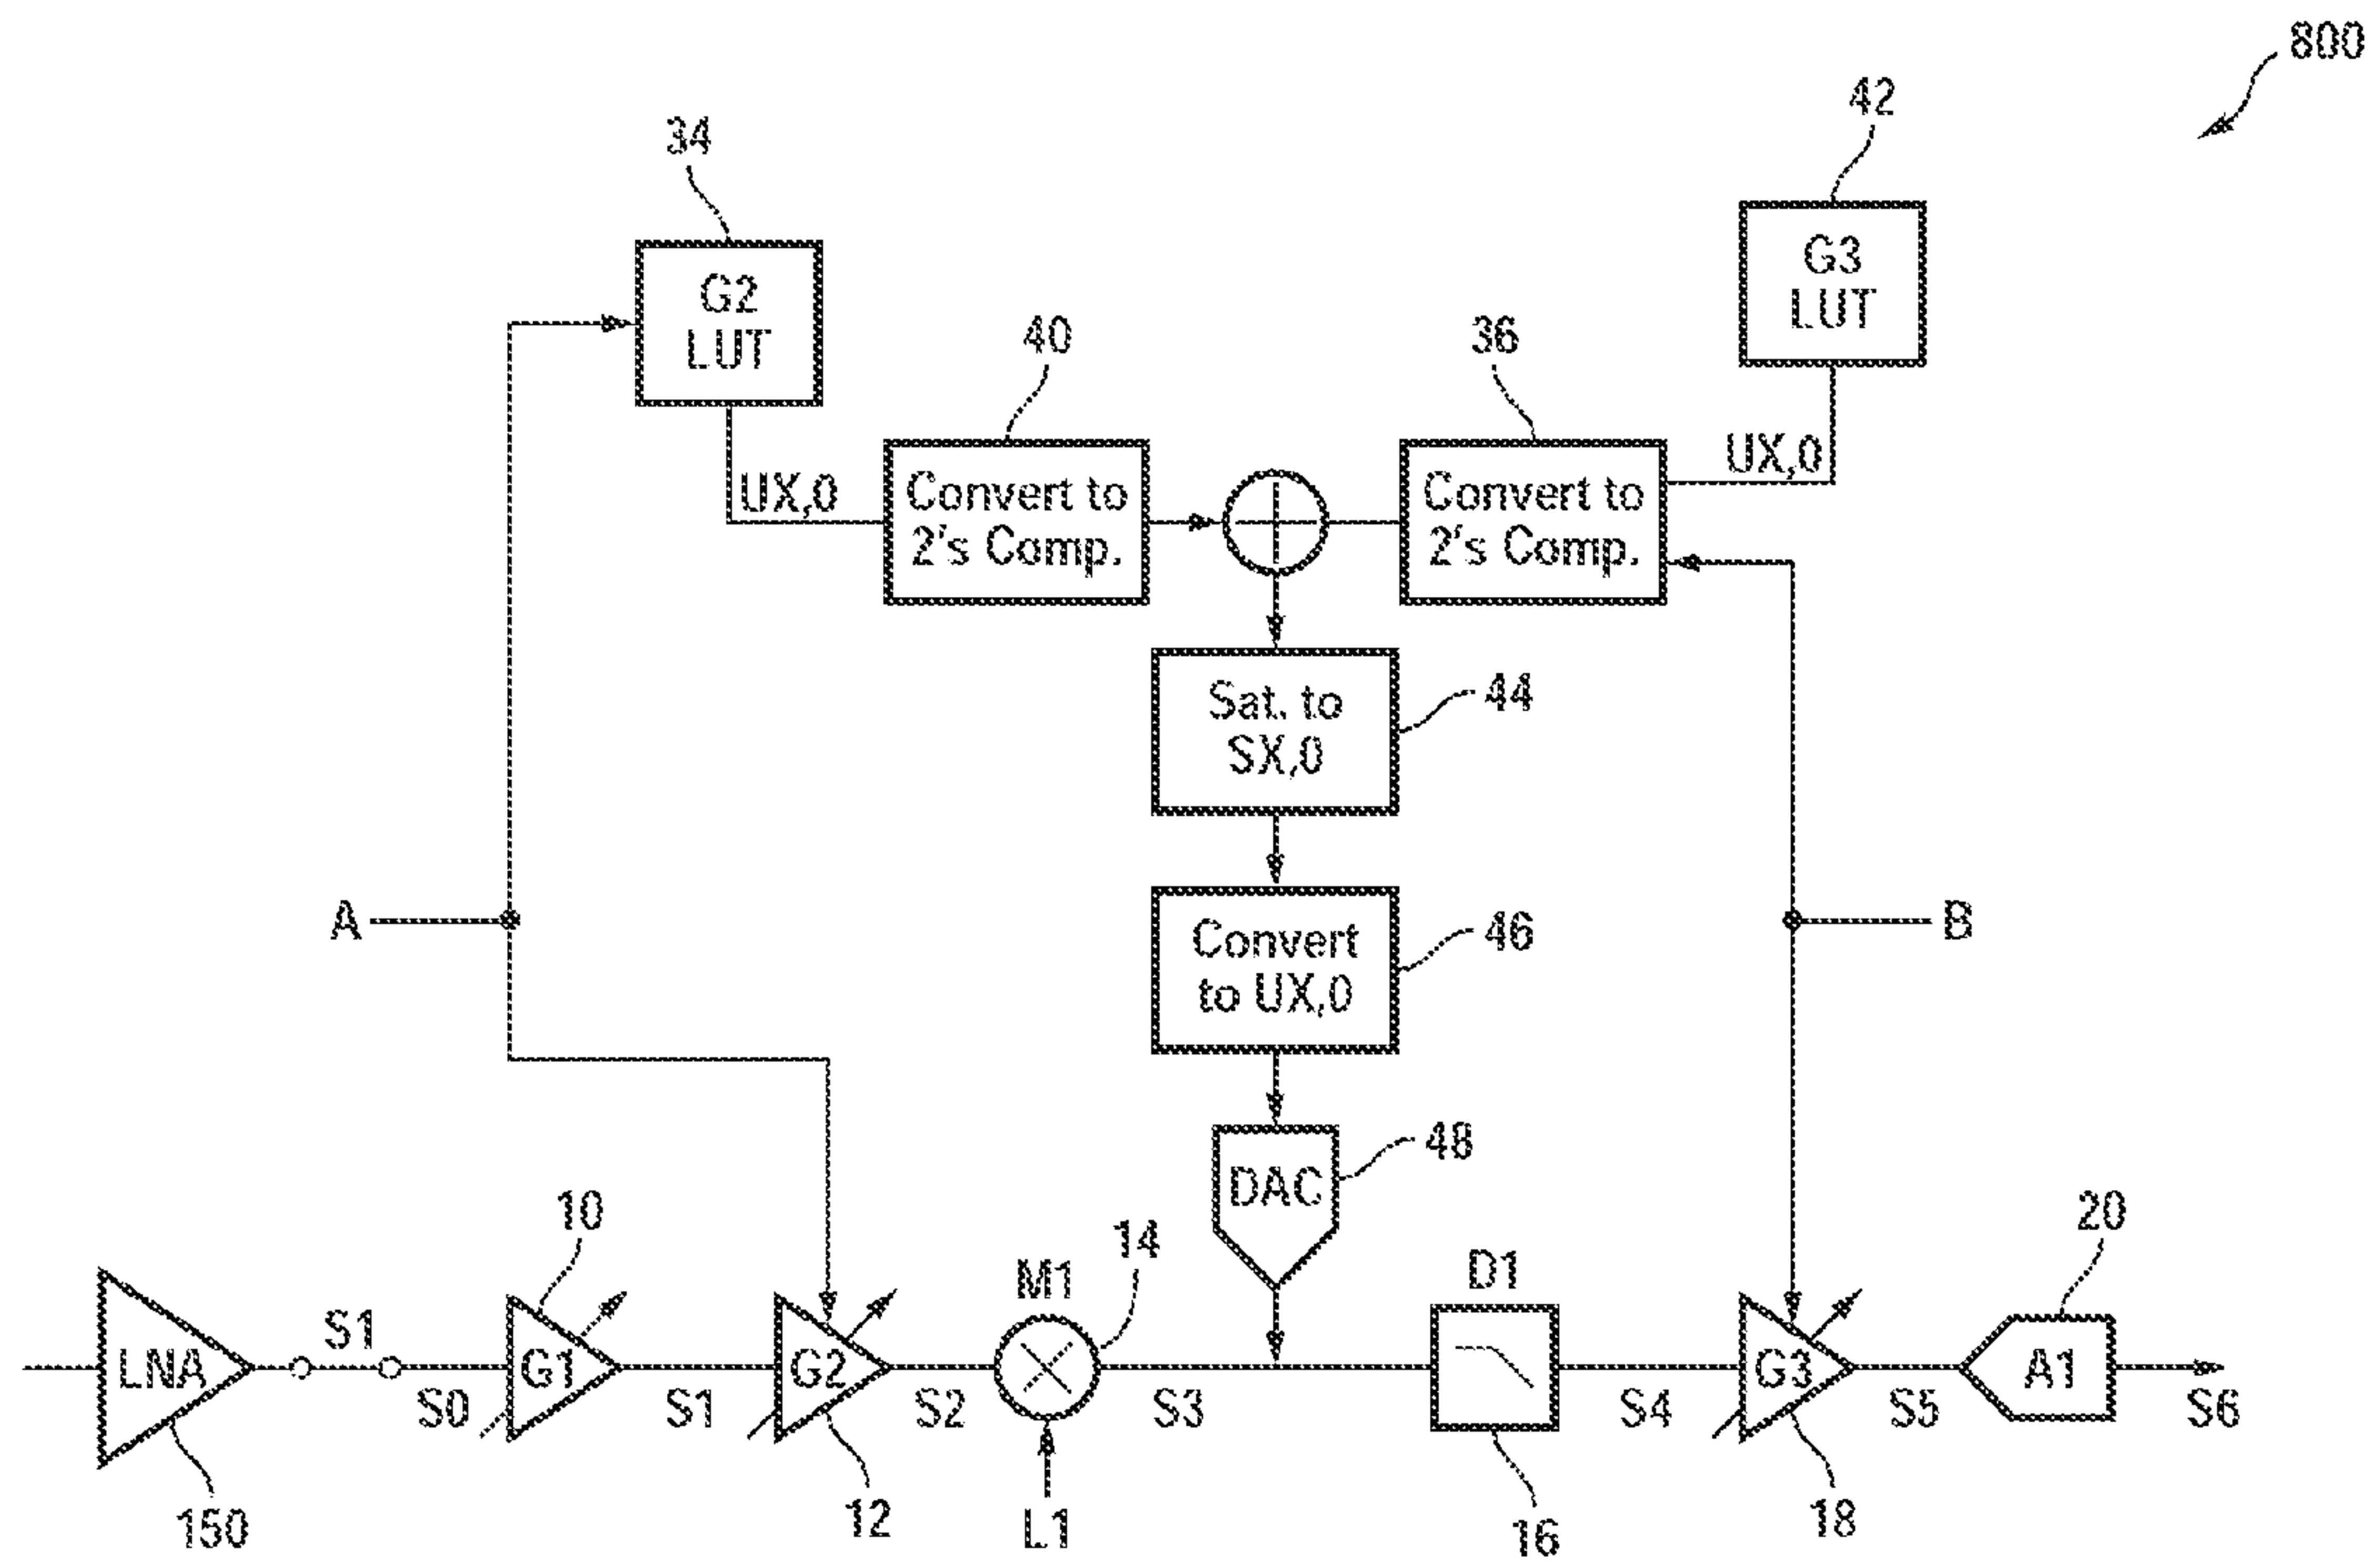 800
42
34
G3
LUT
G2
LUT
40
36
UX,0
UX,0
Convert to
2's Comp.
Convert to
2's Comp.
Sat. to
SX,0
44
A
Convert
to UX,0
46
B
DAC
48
10
14
20
M1
D1
LNA
S1
G1
G2
G3
A1
S0
S1
S2
S3
S4
S5
S6
150
12
L1
16
18